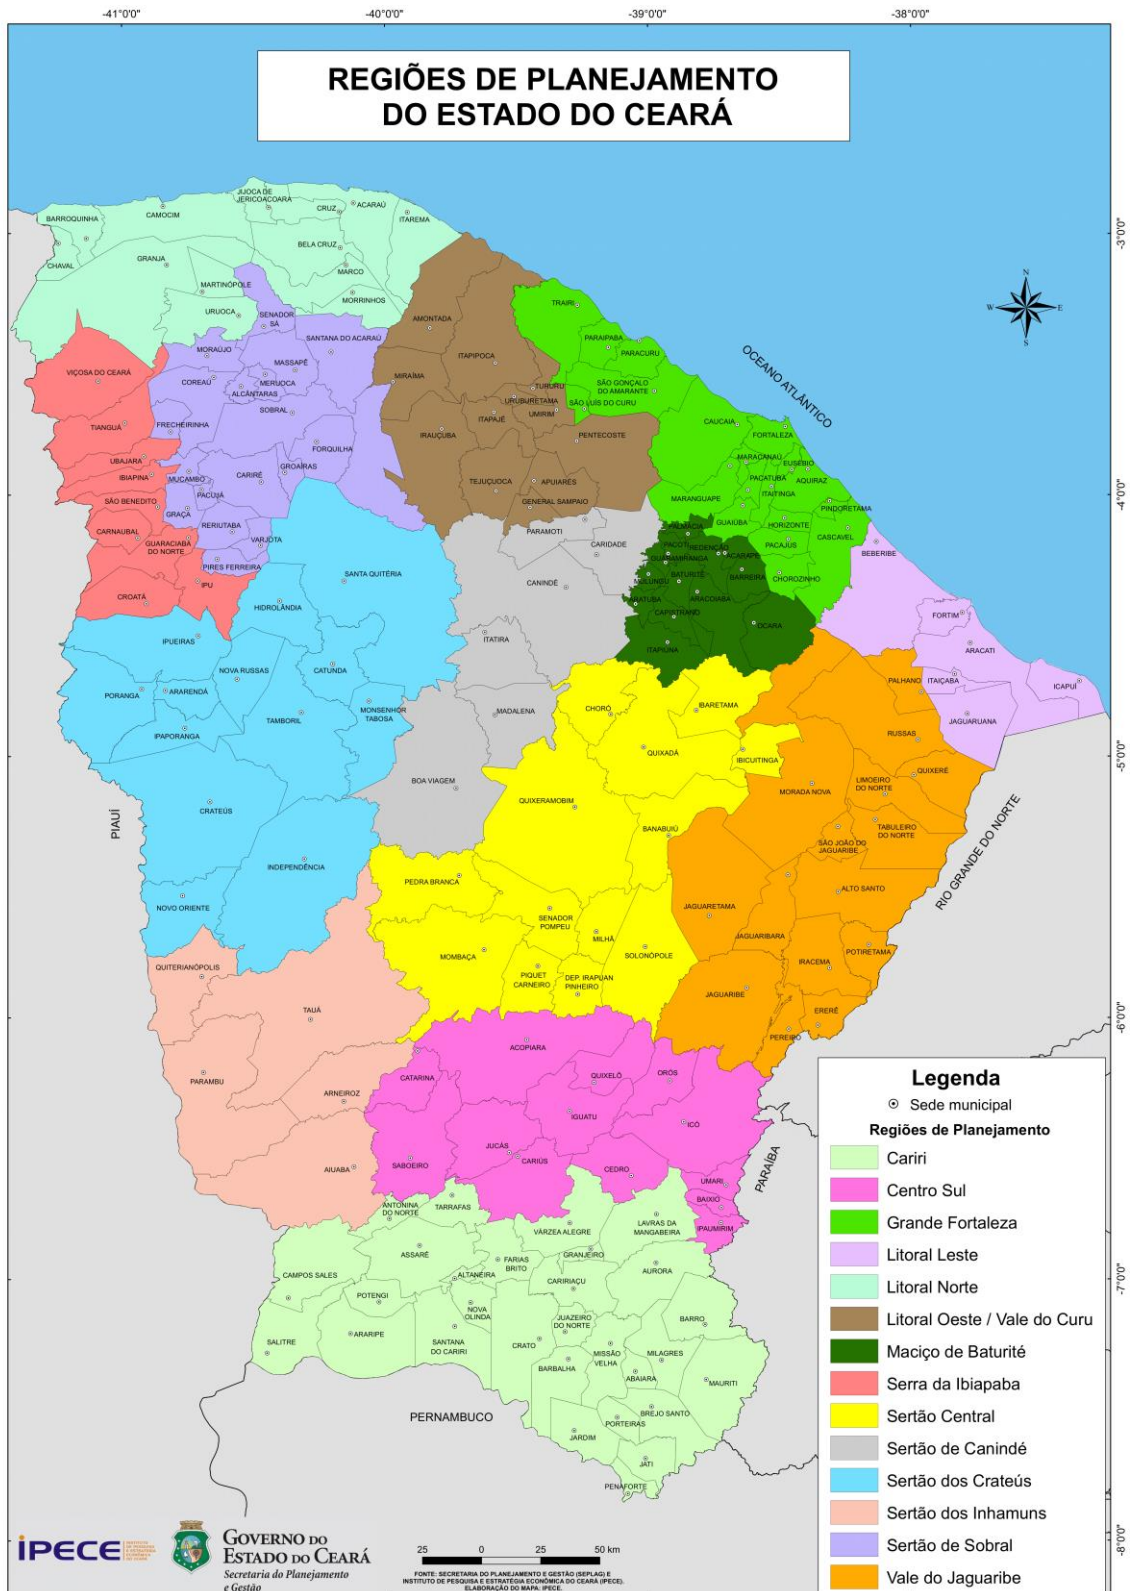 -41°0'0"
-40°0'0"
-39°0'0"
-38°0'0"
REGIÕES DE PLANEJAMENTO
DO ESTADO DO CEARÁ
JIJOCA DE
JERICOACOARA
CRUZ
ACARAÚ
ITAREMA
BARROQUINHA
CAMOCIM
-3°0'0"
BELA CRUZ
CHAVAL
GRANJA
MARCO
MARTINÓPOLE
MORRINHOS
URUOCA
SENADOR
SÁ
N
W
E
S
TRAIRI
AMONTADA
SANTANA DO ACARAÚ
MORAÚJO
PARAIPABA
PARACURU
ITAPIPOCA
MASSAPÊ
VIÇOSA DO CEARÁ
COREAÚ
MERUOCA
ALCÂNTARAS
MIRAÍMA
TURURU
SÃO GONÇALO
DO AMARANTE
OCEANO ATLÂNTICO
URUBURETAMA
SÃO LUÍS DO CURU
SOBRAL
ITAPAJÉ
UMIRIM
TIANGUÁ
FRECHEIRINHA
IRAUÇUBA
PENTECOSTE
CAUCAIA
FORTALEZA
FORQUILHA
UBAJARA
MARACANAÚ
EUSÉBIO
IBIAPINA
MUCAMBO
CARIRÉ
GROAÍRAS
TEJUÇUOCA
APUIARÉS
PACATUBA
AQUIRAZ
PACUJÁ
ITAITINGA
SÃO BENEDITO
GRAÇA
GENERAL SAMPAIO
MARANGUAPE
PINDORETAMA
-4°0'0"
CARNAUBAL
GUARACIABA
DO NORTE
RERIUTABA
VARJOTA
PARAMOTI
PALMÁCIA
GUAIÚBA
HORIZONTE
CASCAVEL
PACAJUS
BEBERIBE
PIRES FERREIRA
CARIDADE
PACOTI
REDENÇÃO
ACARAPE
GUARAMIRANGA
IPU
SANTA QUITÉRIA
CANINDÉ
MULUNGU
BATURITÉ
BARREIRA
CHOROZINHO
CROATÁ
HIDROLÂNDIA
ARATUBA
ARACOIABA
CAPISTRANO
OCARA
FORTIM
IPUEIRAS
ITATIRA
ITAPIÚNA
ARACATI
NOVA RUSSAS
CATUNDA
ITAIÇABA
ICAPUÍ
PORANGA
ARARENDÁ
PALHANO
MONSENHOR
TABOSA
MADALENA
CHORÓ
IBARETAMA
TAMBORIL
JAGUARUANA
IPAPORANGA
RUSSAS
QUIXADÁ
IBICUITINGA
-5°0'0"
BOA VIAGEM
QUIXERAMOBIM
MORADA NOVA
LIMOEIRO
DO NORTE
QUIXERÉ
CRATEÚS
PIAUÍ
BANABUIÚ
TABULEIRO
DO NORTE
SÃO JOÃO DO
JAGUARIBE
RIO GRANDE DO NORTE
INDEPENDÊNCIA
PEDRA BRANCA
ALTO SANTO
NOVO ORIENTE
JAGUARETAMA
SENADOR
POMPEU
JAGUARIBARA
MILHÃ
MOMBAÇA
SOLONÓPOLE
POTIRETAMA
QUITERIANÓPOLIS
PIQUET
CARNEIRO
DEP. IRAPUAN
PINHEIRO
IRACEMA
JAGUARIBE
TAUÁ
ERERÊ
-6°0'0"
PEREIRO
ACOPIARA
PARAMBU
CATARINA
QUIXELÔ
ORÓS
ARNEIROZ
IGUATU
ICÓ
JUCÁS
CARIÚS
SABOEIRO
CEDRO
AIUABA
UMARI
BAIXIO
PARAÍBA
ANTONINA
DO NORTE
TARRAFAS
IPAUMIRIM
VÁRZEA ALEGRE
LAVRAS DA
MANGABEIRA
ASSARÉ
FARIAS
BRITO
GRANJEIRO
AURORA
CAMPOS SALES
ALTANEIRA
CARIRIAÇU
-7°0'0"
POTENGI
NOVA
OLINDA
JUAZEIRO
DO NORTE
BARRO
ARARIPE
SALITRE
SANTANA
DO CARIRI
CRATO
MISSÃO
VELHA
MILAGRES
BARBALHA
ABAIARA
MAURITI
PERNAMBUCO
BREJO SANTO
PORTEIRAS
JARDIM
JATI
PENAFORTE
-8°0'0"
Legenda
Sede municipal
Regiões de Planejamento
Cariri
Centro Sul
Grande Fortaleza
Litoral Leste
Litoral Norte
Litoral Oeste / Vale do Curu
Maciço de Baturité
Serra da Ibiapaba
Sertão Central
Sertão de Canindé
Sertão dos Crateús
Sertão dos Inhamuns
Sertão de Sobral
Vale do Jaguaribe
IPECE
INSTITUTO
DE PESQUISA
E ESTRATÉGIA
ECONÔMICA
DO CEARÁ
GOVERNO DO
ESTADO DO CEARÁ
Secretaria do Planejamento
e Gestão
25 0 25 50 km
FONTE: SECRETARIA DO PLANEJAMENTO E GESTÃO (SEPLAG) E
INSTITUTO DE PESQUISA E ESTRATÉGIA ECONÔMICA DO CEARÁ (IPECE).
ELABORAÇÃO DO MAPA: IPECE.